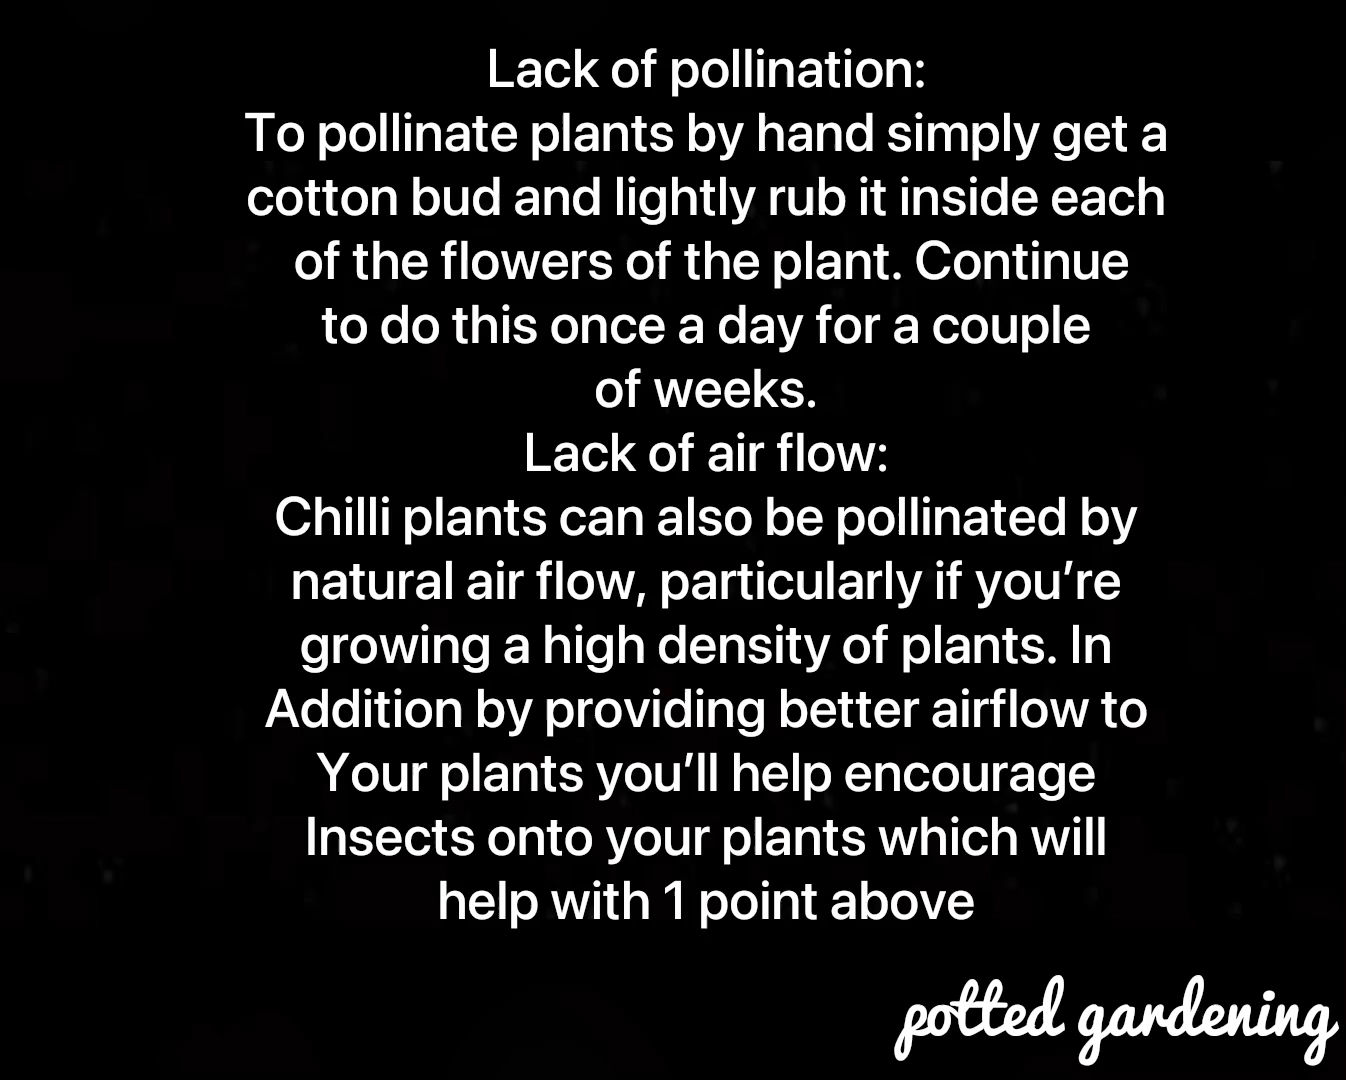 Lack of pollination:
To pollinate plants by hand simply get a
cotton bud and lightly rub it inside each
of the flowers of the plant. Continue
to do this once a day for a couple
of weeks.
Lack of air flow:
Chilli plants can also be pollinated by
natural air flow, particularly if you’re
growing a high density of plants. In
Addition by providing better airflow to
Your plants you’ll help encourage
Insects onto your plants which will
help with 1 point above
potted gardening